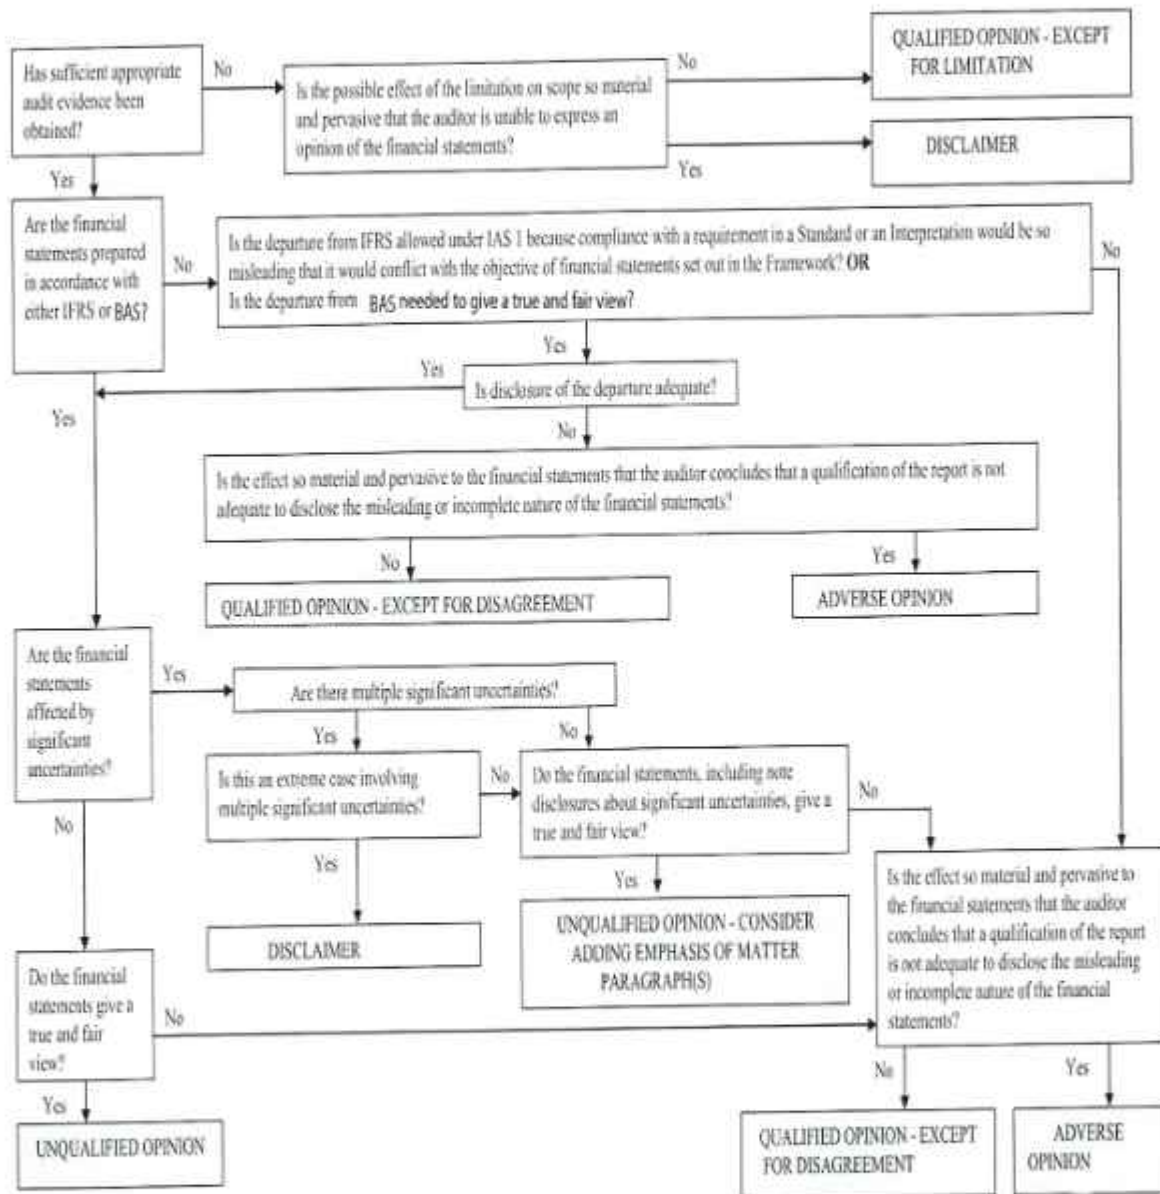 Has sufficient appropriate
audit evidence been
obtained?
No
Is the possible effect of the limitation on scope so material
and pervasive that the auditor is unable to express an
opinion of the financial statements?
No
QUALIFIED OPINION - EXCEPT
FOR LIMITATION
Yes
DISCLAIMER
Yes
Are the financial
statements prepared
in accordance with
either IFRS or BAS?
No
Is the departure from IFRS allowed under IAS 1 because compliance with a requirement in a Standard or an Interpretation would be so
misleading that it would conflict with the objective of financial statements set out in the Framework? OR
Is the departure from BAS needed to give a true and fair view?
No
Yes
Is disclosure of the departure adequate?
Yes
Yes
No
Is the effect so material and pervasive to the financial statements that the auditor concludes that a qualification of the report is not
adequate to disclose the misleading or incomplete nature of the financial statements?
No
QUALIFIED OPINION - EXCEPT FOR DISAGREEMENT
Yes
ADVERSE OPINION
Are the financial
statements
affected by
significant
uncertainties?
Yes
Are there multiple significant uncertainties?
Yes
No
Is this an extreme case involving
multiple significant uncertainties?
No
Do the financial statements, including note
disclosures about significant uncertainties, give a
true and fair view?
No
No
Yes
DISCLAIMER
Yes
UNQUALIFIED OPINION - CONSIDER
ADDING EMPHASIS OF MATTER
PARAGRAPH(S)
Is the effect so material and pervasive to
the financial statements that the auditor
concludes that a qualification of the report
is not adequate to disclose the misleading
or incomplete nature of the financial
statements?
Do the financial
statements give a
true and fair
view?
No
Yes
UNQUALIFIED OPINION
No
QUALIFIED OPINION - EXCEPT
FOR DISAGREEMENT
Yes
ADVERSE
OPINION